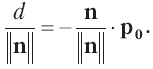 d / ‖n‖ = − n / ‖n‖ · p₀.